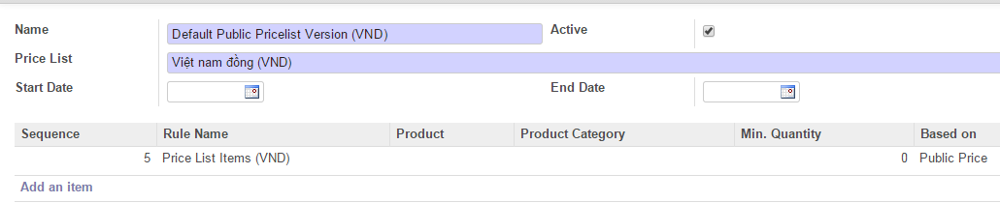 Name Default Public Pricelist Version (VND) Active
Price List Việt nam đồng (VND)
Start Date End Date
Sequence Rule Name Product Product Category Min. Quantity Based on
5 Price List Items (VND) 0 Public Price
Add an item